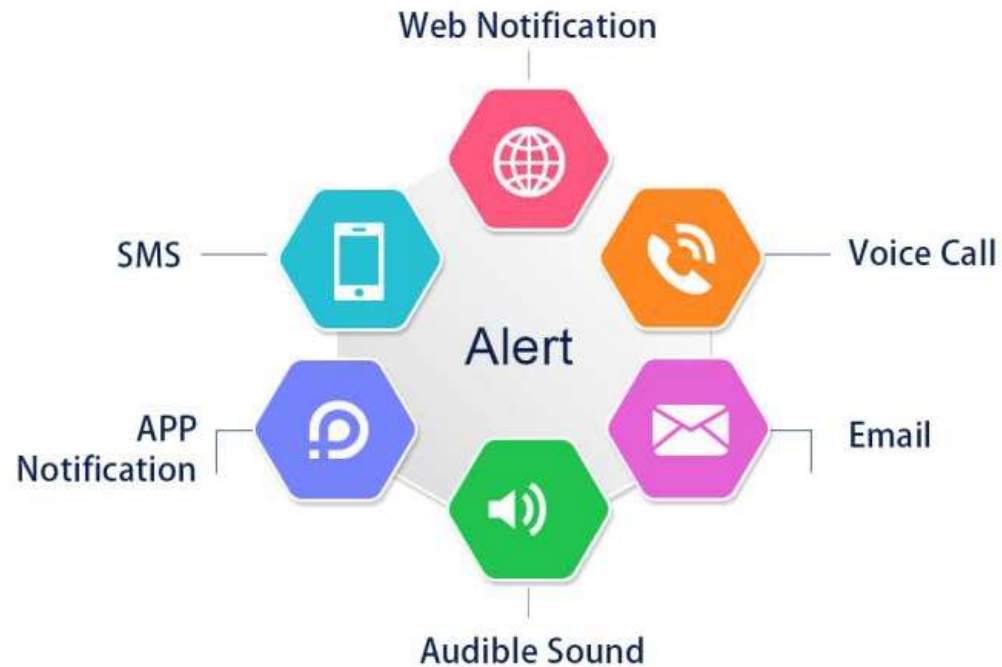 Web Notification
SMS
Voice Call
Alert
APP
Notification
Email
Audible Sound